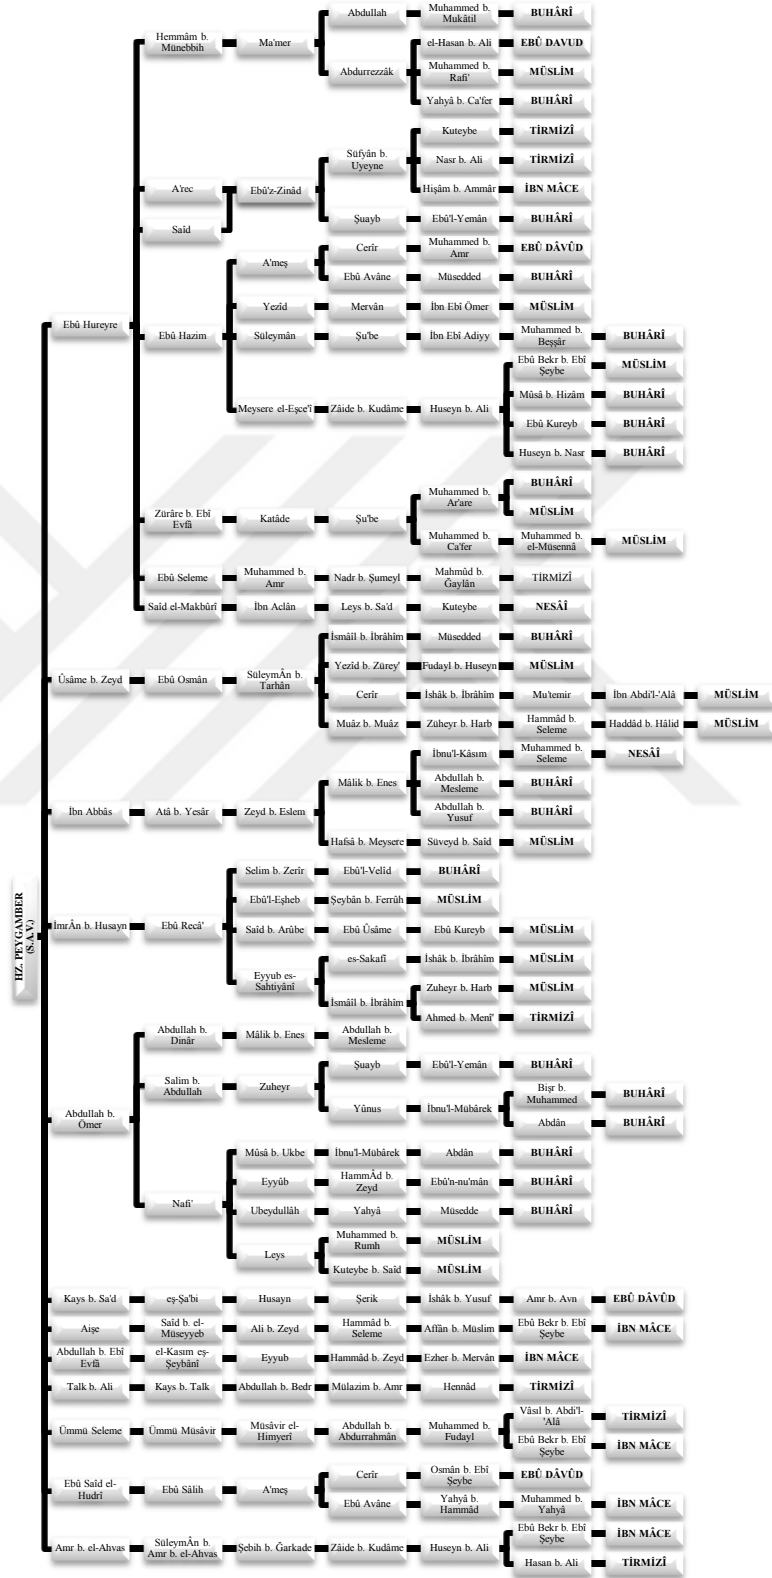 HZ. PEYGAMBER
(S.A.V.)
Ebû Hureyre
Hemmâm b.
Münebbih
Ma'mer
Abdullah
Muhammed b.
Mukâtil
BUHÂRÎ
Abdurrezzâk
el-Hasan b. Ali
EBÛ DAVUD
Muhammed b.
Rafi'
MÜSLİM
Yahyâ b. Ca'fer
BUHÂRÎ
A'rec
Saîd
Ebû'z-Zinâd
Süfyân b.
Uyeyne
Kuteybe
TİRMİZÎ
Nasr b. Ali
TİRMİZÎ
Hişâm b. Ammâr
İBN MÂCE
Şuayb
Ebû'l-Yemân
BUHÂRÎ
Ebû Hazim
A'meş
Cerîr
Muhammed b.
Amr
EBÛ DÂVÛD
Ebû Avâne
Müsedded
BUHÂRÎ
Yezîd
Mervân
İbn Ebî Ömer
MÜSLİM
Süleymân
Şu'be
İbn Ebî Adiyy
Muhammed b.
Beşşâr
BUHÂRÎ
Meysere el-Eşce'î
Zâide b. Kudâme
Huseyn b. Ali
Ebû Bekr b. Ebî
Şeybe
MÜSLİM
Mûsâ b. Hizâm
BUHÂRÎ
Ebû Kureyb
BUHÂRÎ
Huseyn b. Nasr
BUHÂRÎ
Zürâre b. Ebî
Evfâ
Katâde
Şu'be
Muhammed b.
Ar'are
BUHÂRÎ
MÜSLİM
Muhammed b.
Ca'fer
Muhammed b.
el-Müsennâ
MÜSLİM
Ebû Seleme
Muhammed b.
Amr
Nadr b. Şumeyl
Mahmûd b.
Ğaylân
TİRMİZÎ
Saîd el-Makbûrî
İbn Aclân
Leys b. Sa'd
Kuteybe
NESÂÎ
Ûsâme b. Zeyd
Ebû Osmân
SüleymÂn b.
Tarhân
İsmâîl b. İbrâhîm
Müsedded
BUHÂRÎ
Yezîd b. Zürey'
Fudayl b. Huseyn
MÜSLİM
Cerîr
İshâk b. İbrâhîm
Mu'temir
İbn Abdi'l-'Alâ
MÜSLİM
Muâz b. Muâz
Züheyr b. Harb
Hammâd b.
Seleme
Haddâd b. Hâlid
MÜSLİM
İbn Abbâs
Atâ b. Yesâr
Zeyd b. Eslem
Mâlik b. Enes
İbnu'l-Kâsım
Muhammed b.
Seleme
NESÂÎ
Abdullah b.
Mesleme
BUHÂRÎ
Abdullah b.
Yusuf
BUHÂRÎ
Hafsâ b. Meysere
Süveyd b. Saîd
MÜSLİM
İmrÂn b. Husayn
Ebû Recâ'
Selim b. Zerîr
Ebû'l-Velîd
BUHÂRÎ
Ebû'l-Eşheb
Şeybân b. Ferrûh
MÜSLİM
Saîd b. Arûbe
Ebû Ûsâme
Ebû Kureyb
MÜSLİM
Eyyub es-
Sahtiyânî
es-Sakafî
İshâk b. İbrâhîm
MÜSLİM
İsmâîl b. İbrâhîm
Zuheyr b. Harb
MÜSLİM
Ahmed b. Menî'
TİRMİZÎ
Abdullah b.
Ömer
Abdullah b.
Dinâr
Mâlik b. Enes
Abdullah b.
Mesleme
Salim b.
Abdullah
Zuheyr
Şuayb
Ebû'l-Yemân
BUHÂRÎ
Yûnus
İbnu'l-Mübârek
Bişr b.
Muhammed
BUHÂRÎ
Abdân
BUHÂRÎ
Nafi'
Mûsâ b. Ukbe
İbnu'l-Mübârek
Abdân
BUHÂRÎ
Eyyûb
HammÂd b.
Zeyd
Ebû'n-nu'mân
BUHÂRÎ
Ubeydullâh
Yahyâ
Müsedde
BUHÂRÎ
Leys
Muhammed b.
Rumh
MÜSLİM
Kuteybe b. Saîd
MÜSLİM
Kays b. Sa'd
eş-Şa'bi
Husayn
Şerik
İshâk b. Yusuf
Amr b. Avn
EBÛ DÂVÛD
Aişe
Saîd b. el-
Müseyyeb
Ali b. Zeyd
Hammâd b.
Seleme
Affân b. Müslim
Ebû Bekr b. Ebî
Şeybe
İBN MÂCE
Abdullah b. Ebî
Evfâ
el-Kasım eş-
Şeybânî
Eyyub
Hammâd b. Zeyd
Ezher b. Mervân
İBN MÂCE
Talk b. Ali
Kays b. Talk
Abdullah b. Bedr
Mülazim b. Amr
Hennâd
TİRMİZÎ
Ümmü Seleme
Ümmü Müsâvir
Müsâvir el-
Himyerî
Abdullah b.
Abdurrahmân
Muhammed b.
Fudayl
Vâsıl b. Abdi'l-
'Alâ
TİRMİZÎ
Ebû Bekr b. Ebî
Şeybe
İBN MÂCE
Ebû Saîd el-
Hudrî
Ebû Sâlih
A'meş
Cerîr
Osmân b. Ebî
Şeybe
EBÛ DÂVÛD
Ebû Avâne
Yahyâ b.
Hammâd
Muhammed b.
Yahyâ
İBN MÂCE
Amr b. el-Ahvas
SüleymÂn b.
Amr b. el-Ahvas
Şebih b. Ğarkade
Zâide b. Kudâme
Huseyn b. Ali
Ebû Bekr b. Ebî
Şeybe
İBN MÂCE
Hasan b. Ali
TİRMİZÎ